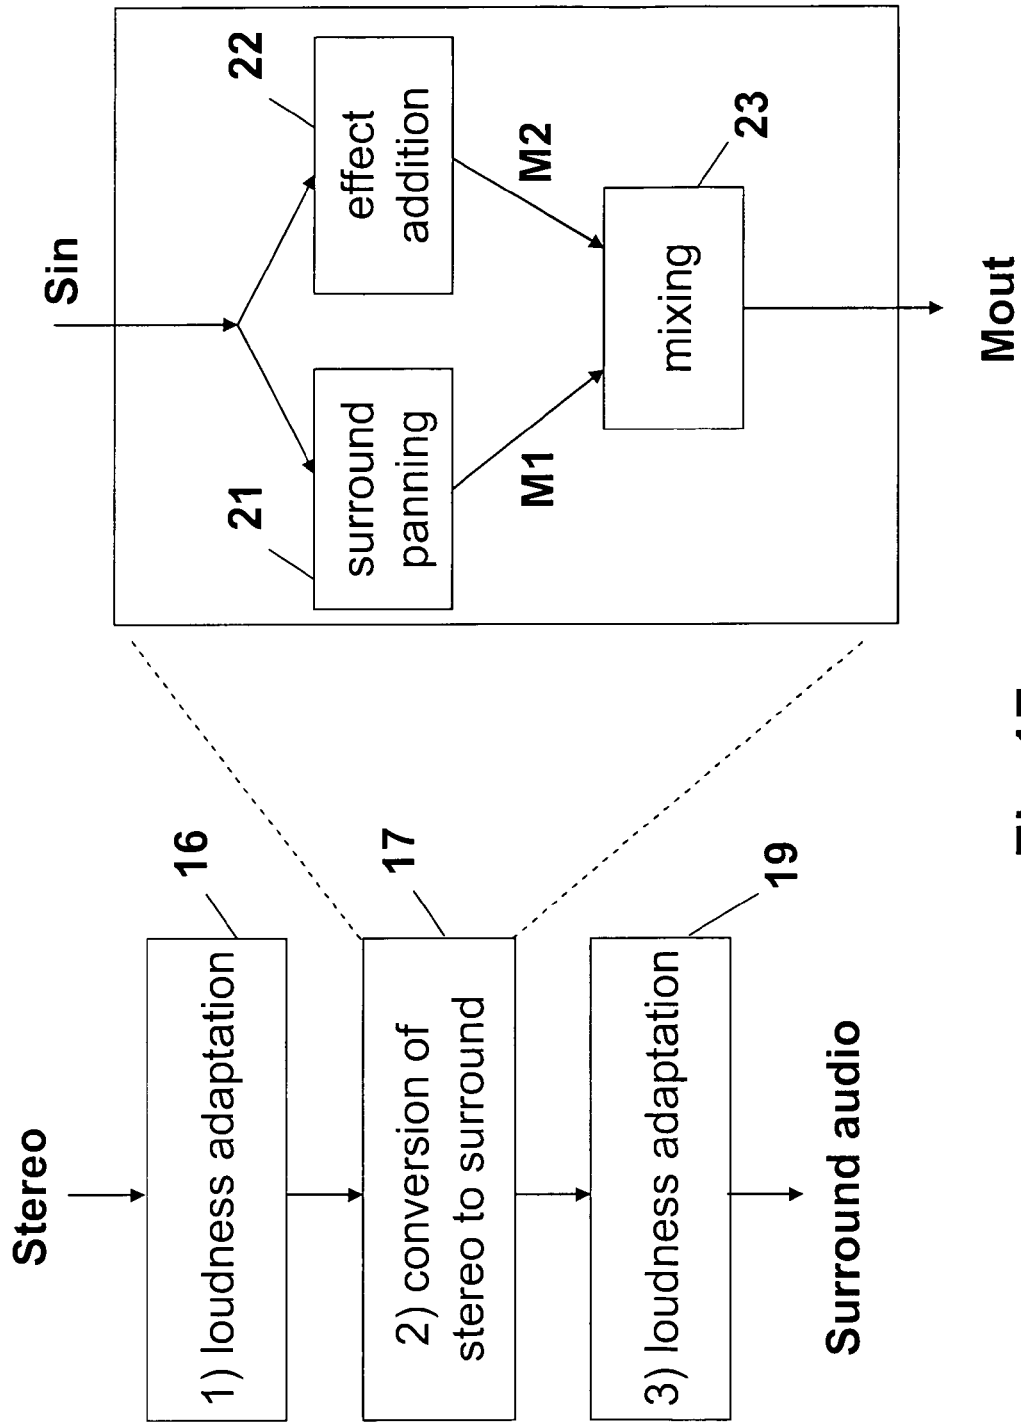 Stereo
1) loudness adaptation
16
2) conversion of
stereo to surround
17
3) loudness adaptation
19
Surround audio
Sin
21
surround
panning
22
effect
addition
M1
M2
mixing
23
Mout